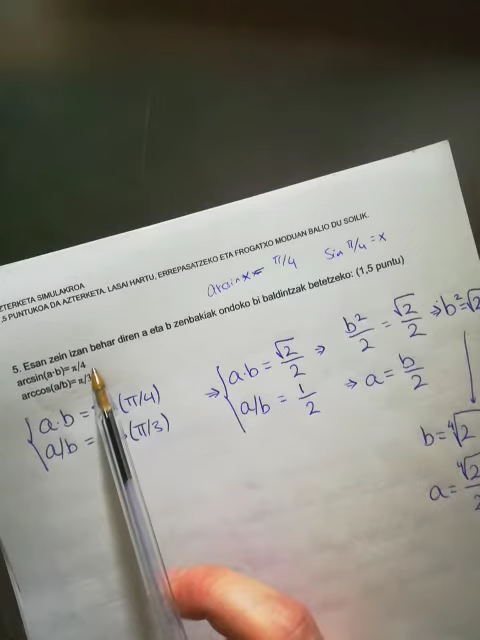 ZTERKETA SIMULAKROA
,5 PUNTUKOA DA AZTERKETA. LASAI HARTU, ERREPASATZEKO ETA FROGATXO MODUAN BALIO DU SOILIK.
arcsin x = π/4 sin π/4 = x
5. Esan zein izan behar diren a eta b zenbakiak ondoko bi baldintzak betetzeko: (1,5 puntu)
arcsin(a·b)= π/4
arccos(a/b)= π/3
{ a·b = (π/4)
a/b = (π/3)
⇒ { a·b = √2/2 ⇒ b²/2 = √2/2 ⇒ b² = √2
a/b = 1/2 ⇒ a = b/2
b = ⁴√2
a = ⁴√2/2